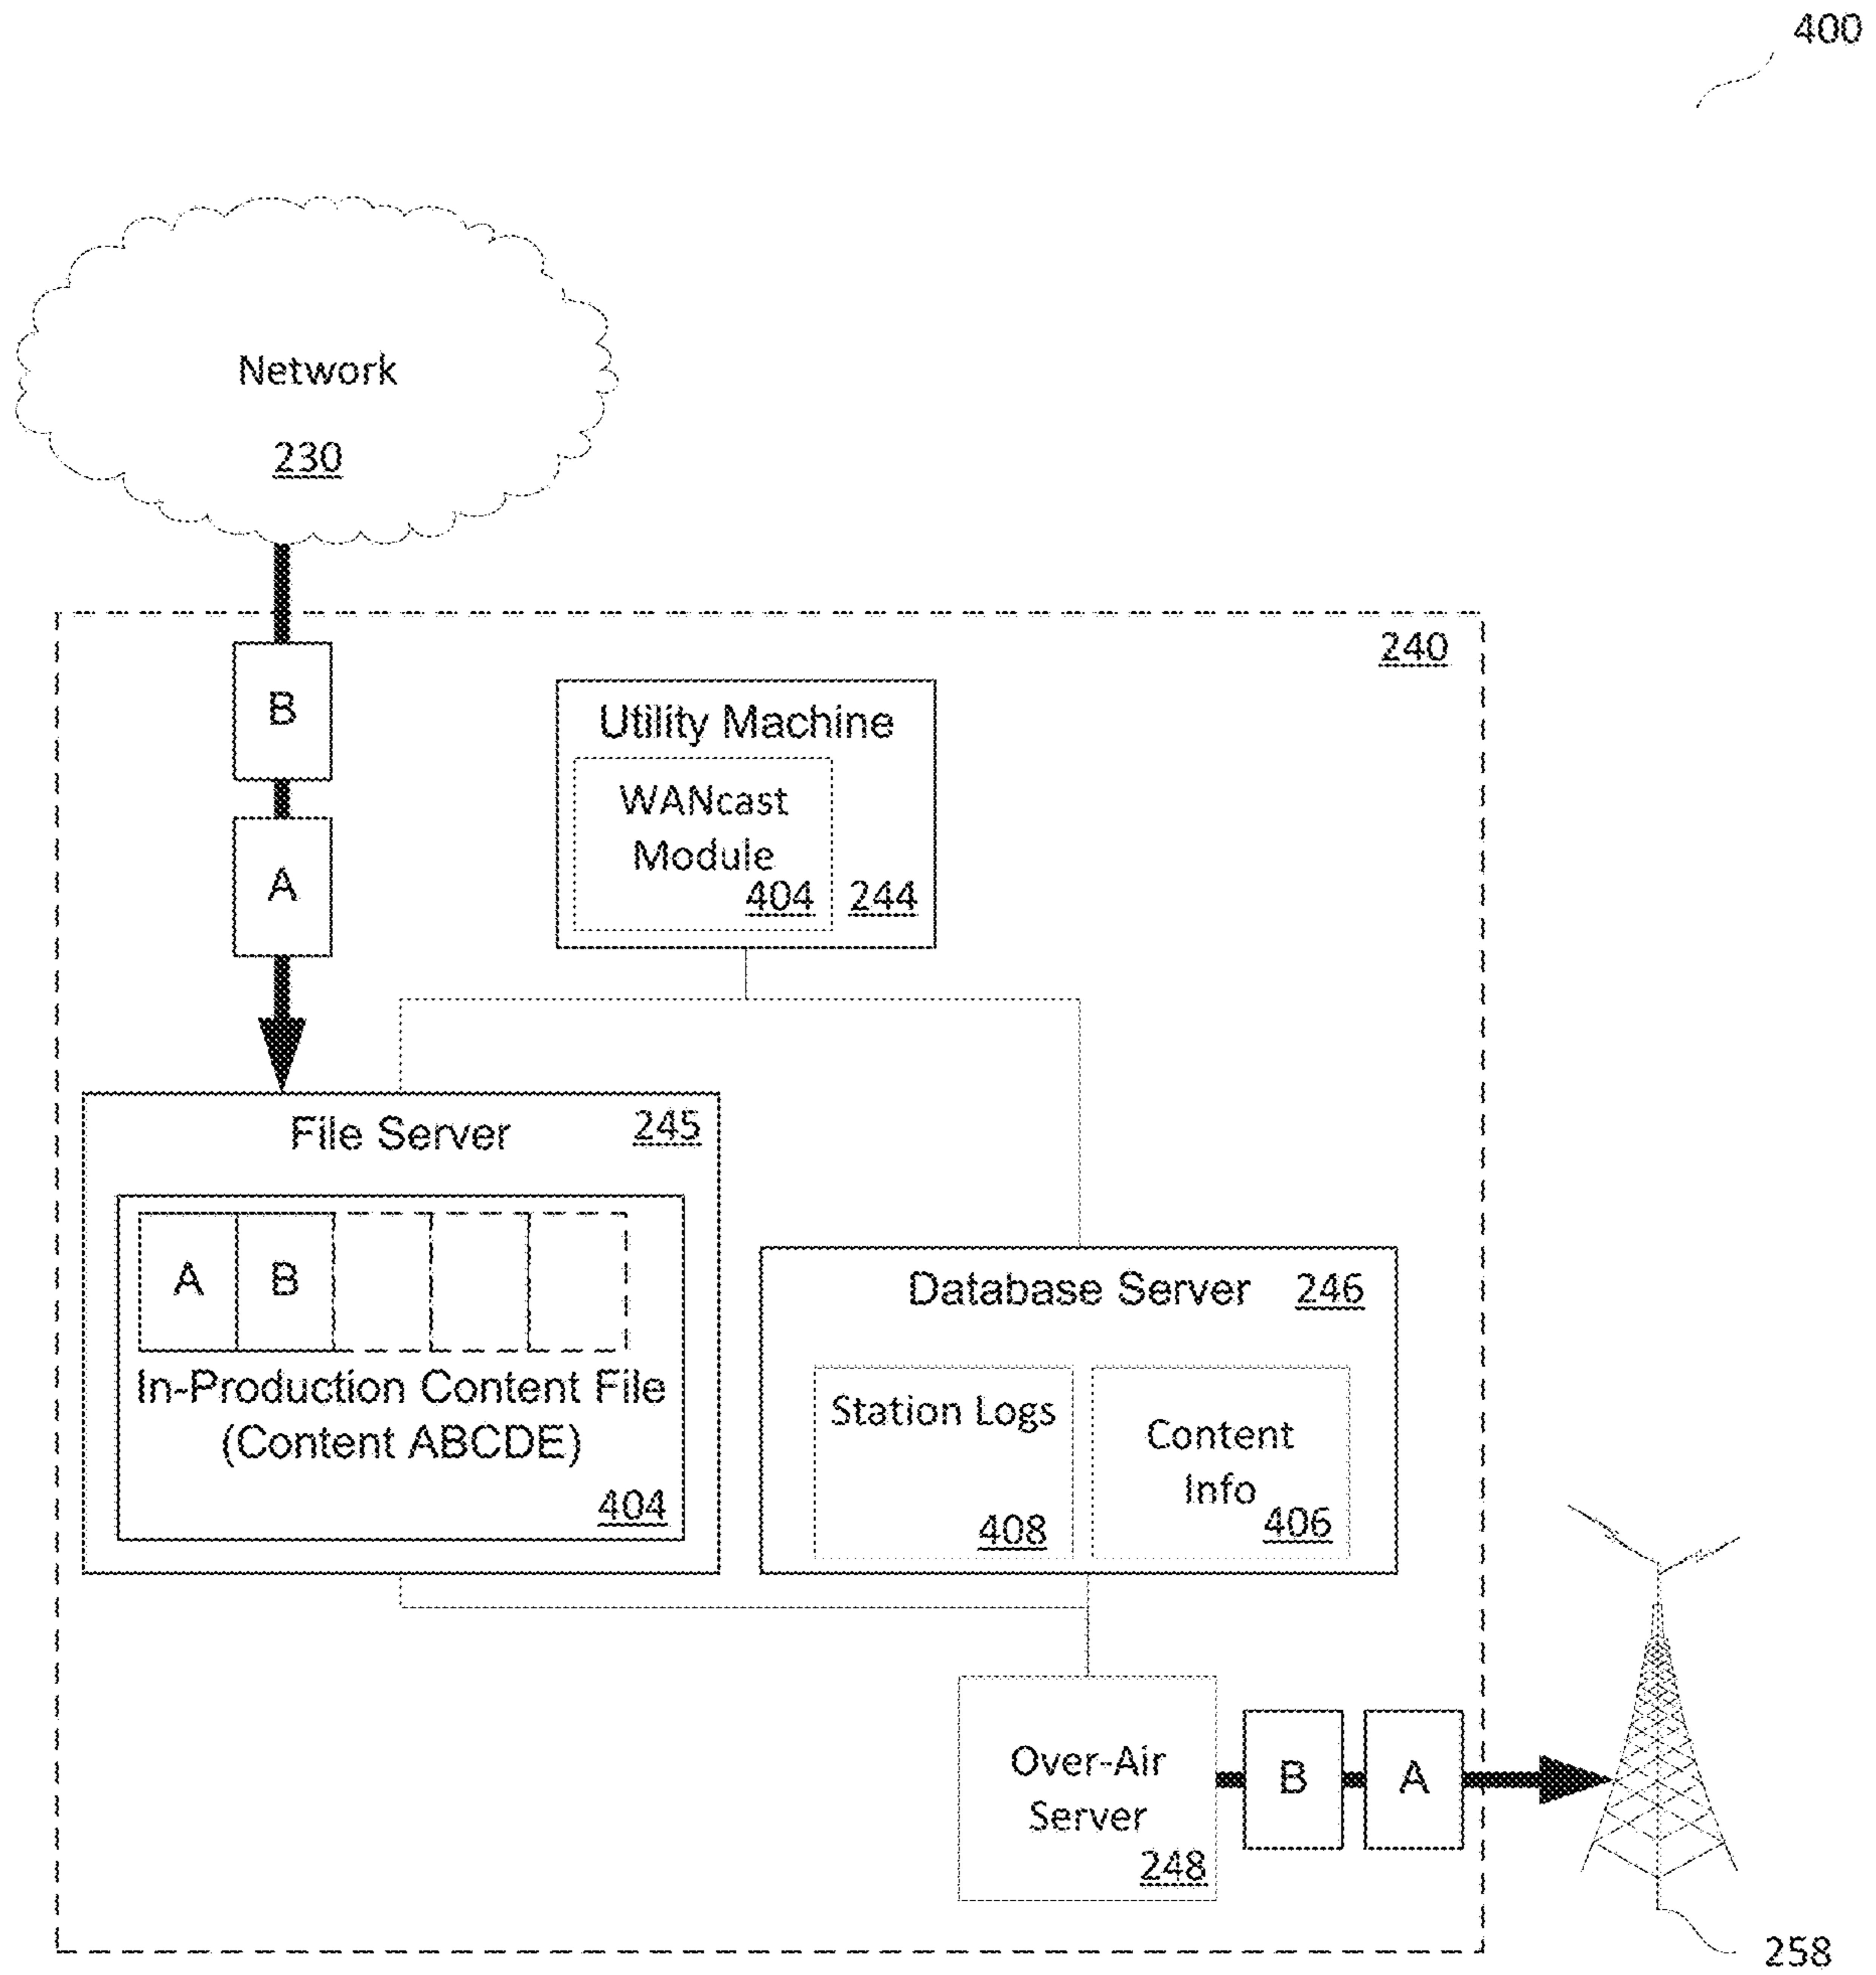 400
Network
230
240
B
A
Utility Machine
WANcast
Module
404
244
File Server
245
A
B
In-Production Content File
(Content ABCDE)
404
Database Server
246
Station Logs
408
Content
Info
406
Over-Air
Server
248
B
A
258